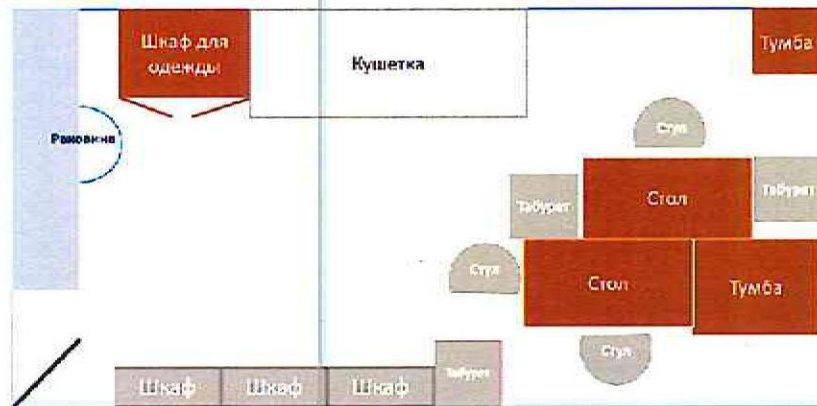 Шкаф для
одежды
Кушетка
Тумба
Раковина
Стул
Табурет
Стол
Табурет
Стул
Стол
Тумба
Стул
Шкаф
Шкаф
Шкаф
Табурет